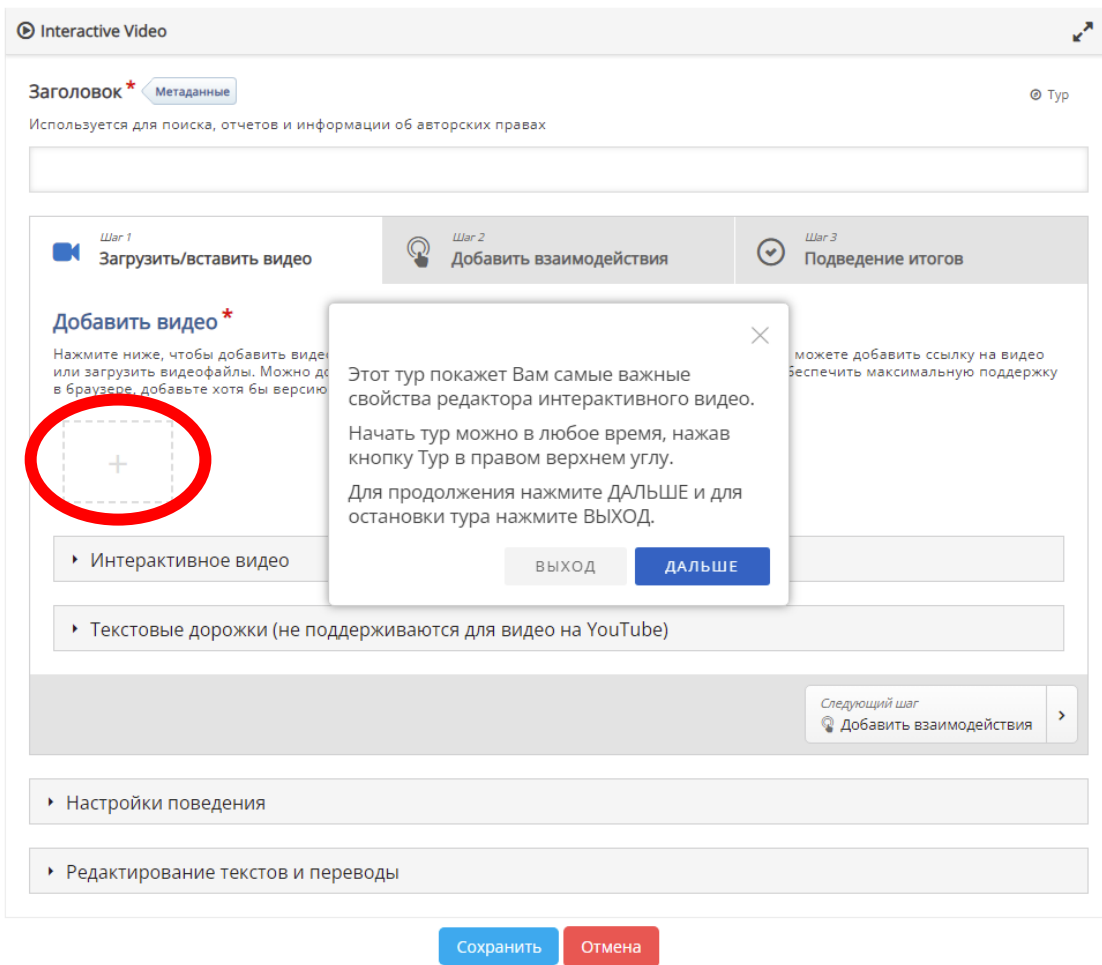 Interactive Video
Заголовок * Метаданные
Тур
Используется для поиска, отчетов и информации об авторских правах
Шаг 1
Загрузить/вставить видео
Шаг 2
Добавить взаимодействия
Шаг 3
Подведение итогов
Добавить видео *
Нажмите ниже, чтобы добавить можете добавить ссылку на видео
или загрузить видеофайлы. Можно максимальную поддержку
в браузере, добавьте хотя бы
Этот тур покажет Вам самые важные
свойства редактора интерактивного видео.
Начать тур можно в любое время, нажав
кнопку Тур в правом верхнем углу.
Для продолжения нажмите ДАЛЬШЕ и для
остановки тура нажмите ВЫХОД.
ВЫХОД ДАЛЬШЕ
Интерактивное видео
Текстовые дорожки (не поддерживаются для видео на YouTube)
Следующий шаг
Добавить взаимодействия
Настройки поведения
Редактирование текстов и переводы
Сохранить Отмена